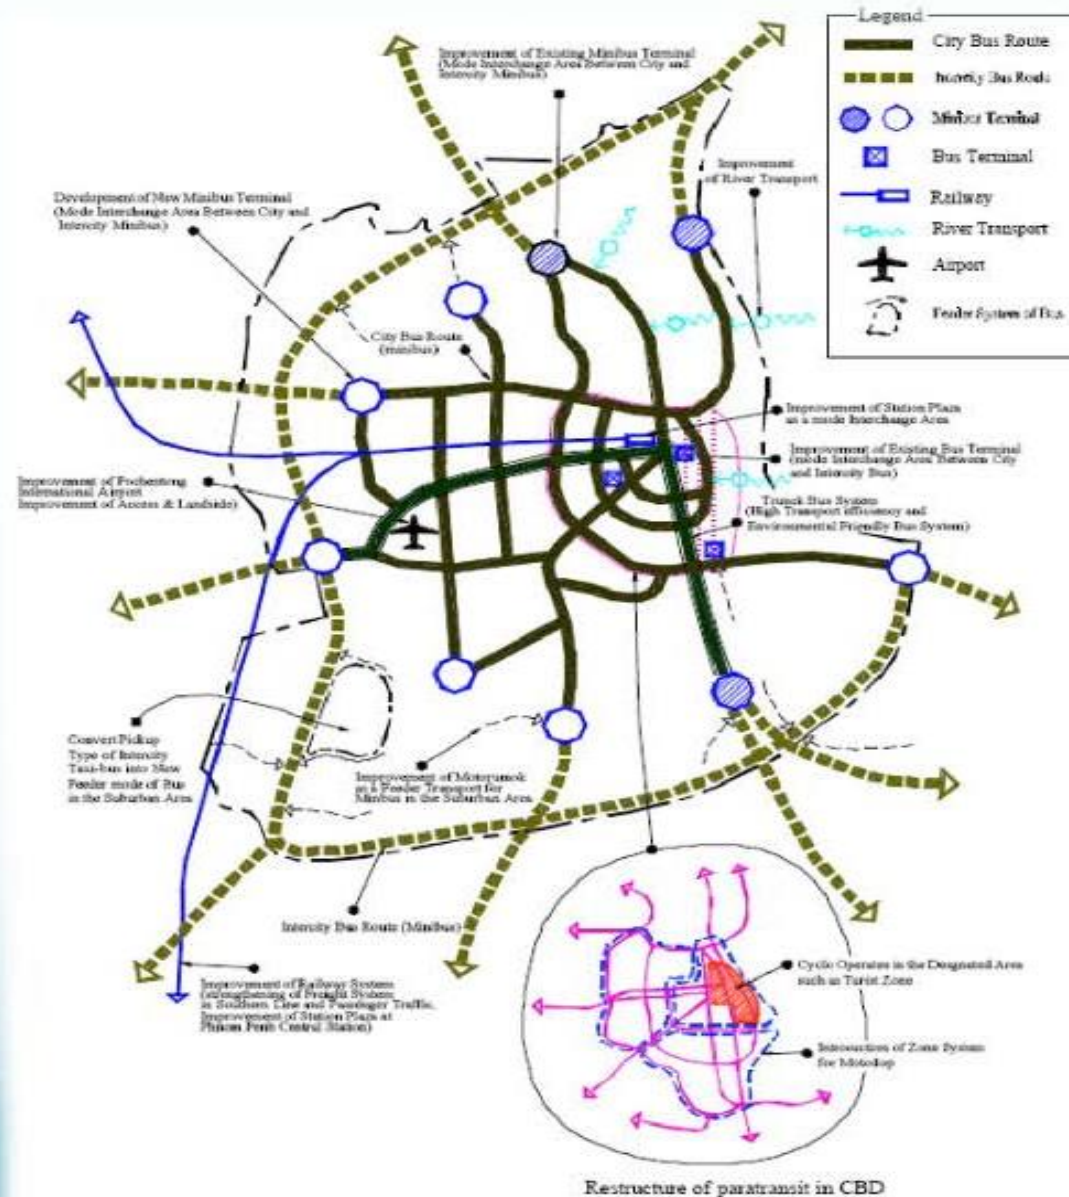 Legend
City Bus Route
Intercity Bus Route
Minibus Terminal
Bus Terminal
Railway
River Transport
Airport
Feeder System of Bus
Improvement of Existing Minibus Terminal
(Mode Interchange Area Between City and
Intercity Minibus)
Improvement
of River Transport
Development of New Minibus Terminal
(Mode Interchange Area Between City and
Intercity Minibus)
City Bus Route
(minibus)
Improvement of Station Plaza
as a mode Interchange Area
Improvement of Existing Bus Terminal
(mode Interchange Area Between City
and Intercity Bus)
Trunck Bus System
(High Transport efficiency and
Environmental Friendly Bus System)
Improvement of Pochentong
International Airport
(Improvement of Access & Landside)
Convert Pickup
Type of Intercity
Taxi-bus into New
Feeder mode of Bus
in the Suburban Area
Improvement of Motorumok
as a Feeder Transport for
Minbus in the Suburban Area
Intercity Bus Route (Minibus)
Improvement of Railway System
(strengthening of Freight System
in Southern Line and Passenger Traffic,
Improvement of Station Plaza at
Phnom Penh Central Station)
Cyclo Operates in the Designated Area
such as Turist Zone
Introduction of Zone System
for Motodop
Restructure of paratransit in CBD